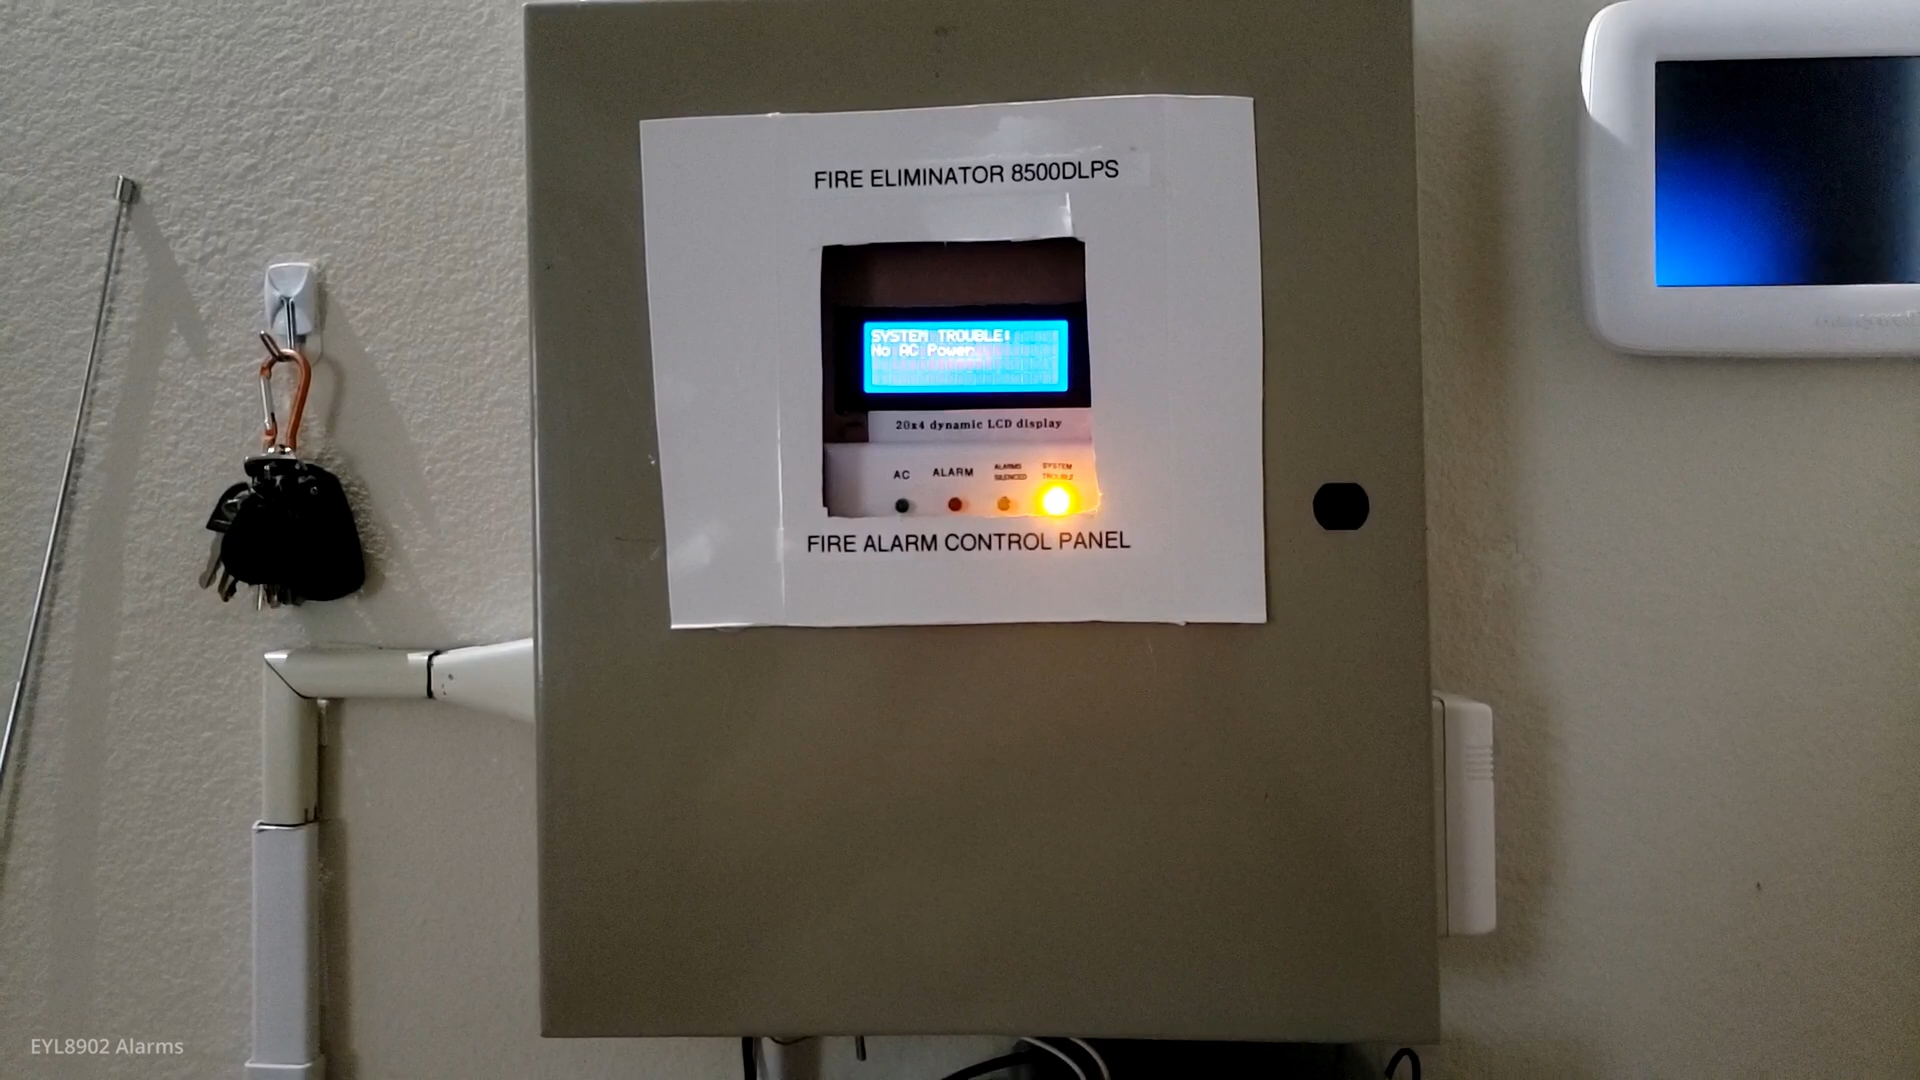 FIRE ELIMINATOR 8500DLPS
SYSTEM TROUBLE:
No AC Power
20x4 dynamic LCD display
AC
ALARM
ALARMS
SILENCED
SYSTEM
TROUBLE
FIRE ALARM CONTROL PANEL
EYL8902 Alarms